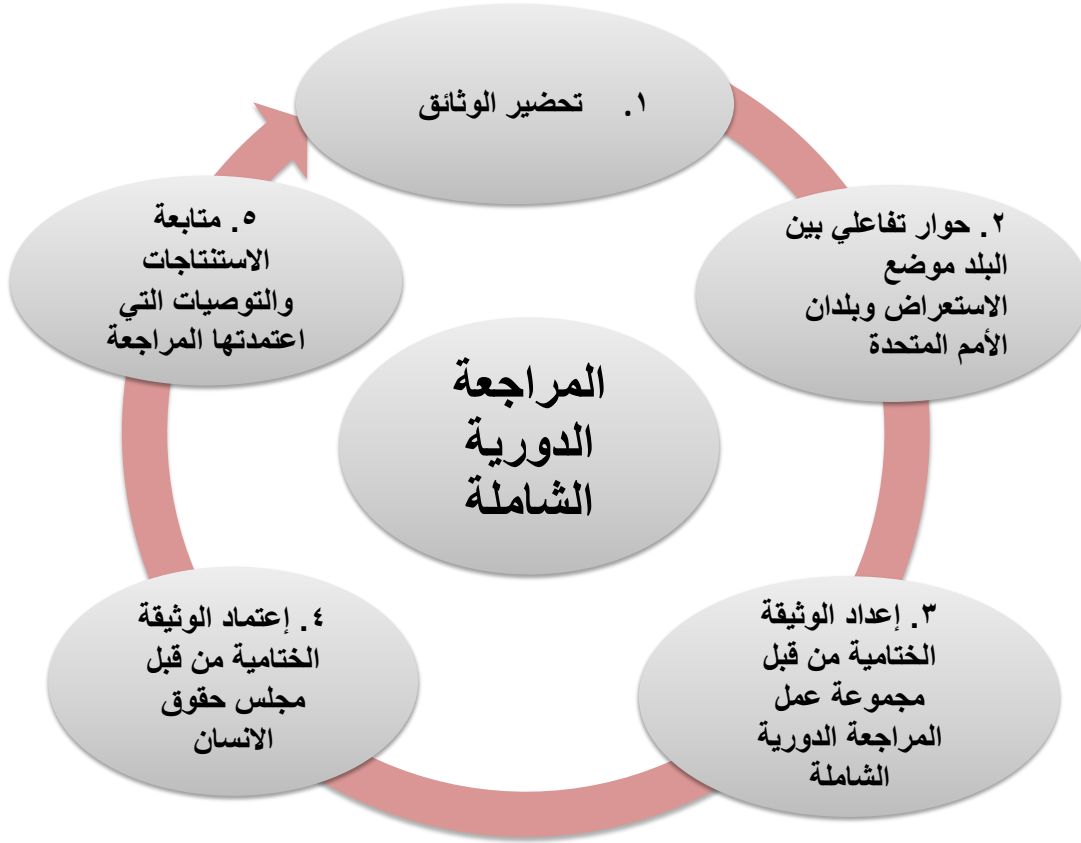 ١. تحضير الوثائق
٢. حوار تفاعلي بين
البلد موضع
الاستعراض وبلدان
الأمم المتحدة
٣. إعداد الوثيقة
الختامية من قبل
مجموعة عمل
المراجعة الدورية
الشاملة
٤. إعتماد الوثيقة
الختامية من قبل
مجلس حقوق
الانسان
٥. متابعة
الاستنتاجات
والتوصيات التي
اعتمدتها المراجعة
المراجعة
الدورية
الشاملة